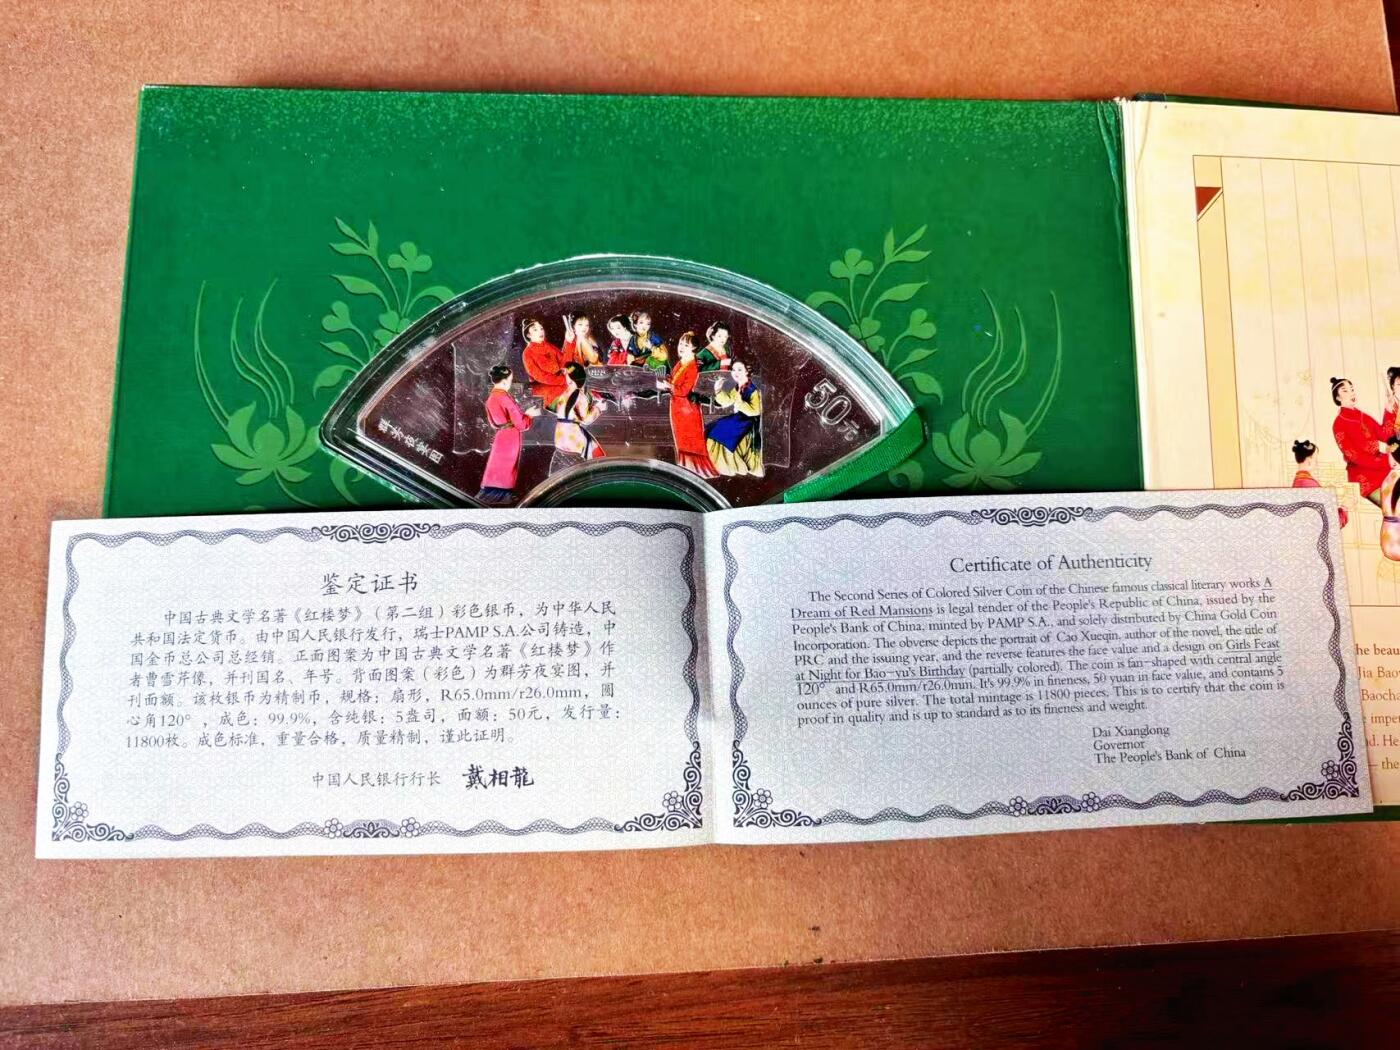 50元
群芳夜宴图
鉴定证书
中国古典文学名著《红楼梦》（第二组）彩色银币，为中华人民
共和国法定货币。由中国人民银行发行，瑞士PAMP S.A.公司铸造，中
国金币总公司总经销。正面图案为中国古典文学名著《红楼梦》作
者曹雪芹像，并刊国名、年号。背面图案（彩色）为群芳夜宴图，并
刊面额。该枚银币为精制币，规格：扇形，R65.0mm/r26.0mm，圆
心角120°，成色：99.9%，含纯银：5盎司，面额：50元，发行量：
11800枚。成色标准，重量合格，质量精制，谨此证明。
中国人民银行行长 戴相龍
Certificate of Authenticity
The Second Series of Colored Silver Coin of the Chinese famous classical literary works A
Dream of Red Mansions is legal tender of the People's Republic of China, issued by the
People's Bank of China, minted by PAMP S.A., and solely distributed by China Gold Coin
Incorporation. The obverse depicts the portrait of Cao Xueqin, author of the novel, the title of
PRC and the issuing year, and the reverse features the face value and a design on Girls Feast
at Night for Bao-yu's Birthday (partially colored). The coin is fan-shaped with central angle
120° and R65.0mm/r26.0mm. It's 99.9% in fineness, 50 yuan in face value, and contains 5
ounces of pure silver. The total mintage is 11800 pieces. This is to certify that the coin is
proof in quality and is up to standard as to its fineness and weight.
Dai Xianglong
Governor
The People's Bank of China
he beau
Jia Bao
Baocha
impe
d. He
the